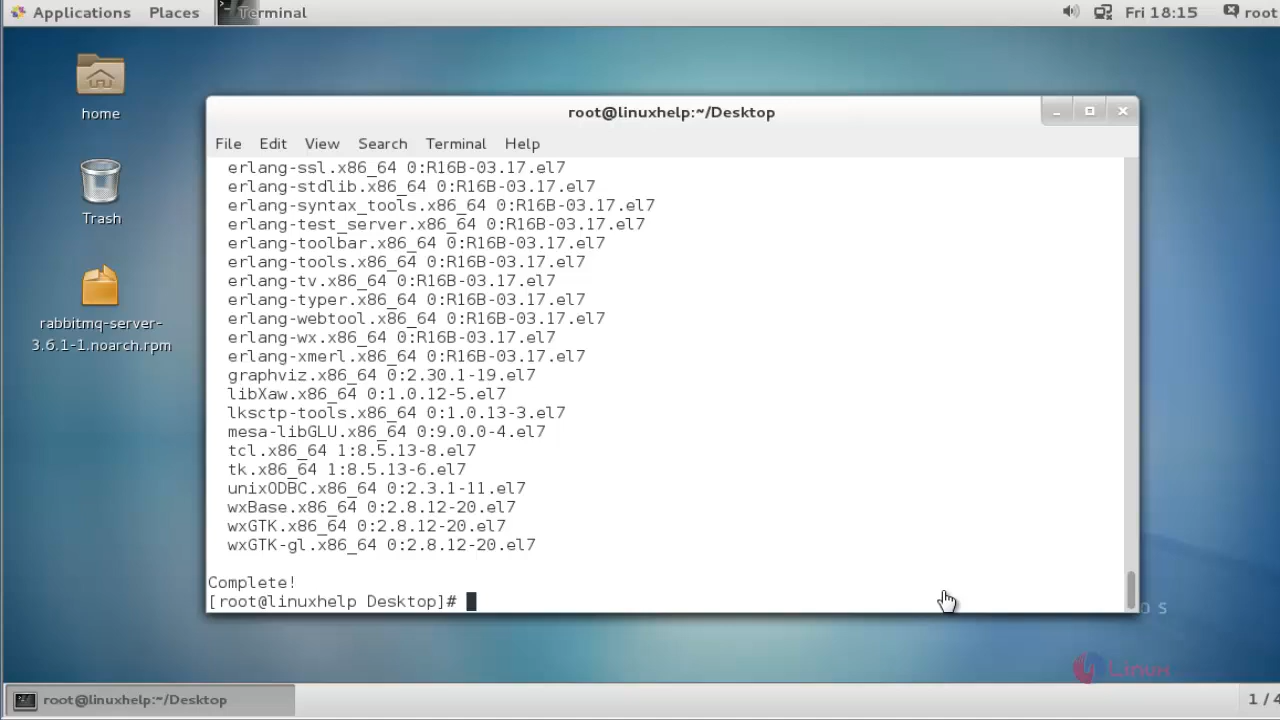 Applications Places Terminal Fri 18:15 root
home
Trash
rabbitmq-server-
3.6.1-1.noarch.rpm
root@linuxhelp:~/Desktop
File Edit View Search Terminal Help
erlang-ssl.x86_64 0:R16B-03.17.el7
erlang-stdlib.x86_64 0:R16B-03.17.el7
erlang-syntax_tools.x86_64 0:R16B-03.17.el7
erlang-test_server.x86_64 0:R16B-03.17.el7
erlang-toolbar.x86_64 0:R16B-03.17.el7
erlang-tools.x86_64 0:R16B-03.17.el7
erlang-tv.x86_64 0:R16B-03.17.el7
erlang-typer.x86_64 0:R16B-03.17.el7
erlang-webtool.x86_64 0:R16B-03.17.el7
erlang-wx.x86_64 0:R16B-03.17.el7
erlang-xmerl.x86_64 0:R16B-03.17.el7
graphviz.x86_64 0:2.30.1-19.el7
libXaw.x86_64 0:1.0.12-5.el7
lksctp-tools.x86_64 0:1.0.13-3.el7
mesa-libGLU.x86_64 0:9.0.0-4.el7
tcl.x86_64 1:8.5.13-8.el7
tk.x86_64 1:8.5.13-6.el7
unixODBC.x86_64 0:2.3.1-11.el7
wxBase.x86_64 0:2.8.12-20.el7
wxGTK.x86_64 0:2.8.12-20.el7
wxGTK-gl.x86_64 0:2.8.12-20.el7
Complete!
[root@linuxhelp Desktop]#
O S
Linux
root@linuxhelp:~/Desktop 1 / 4